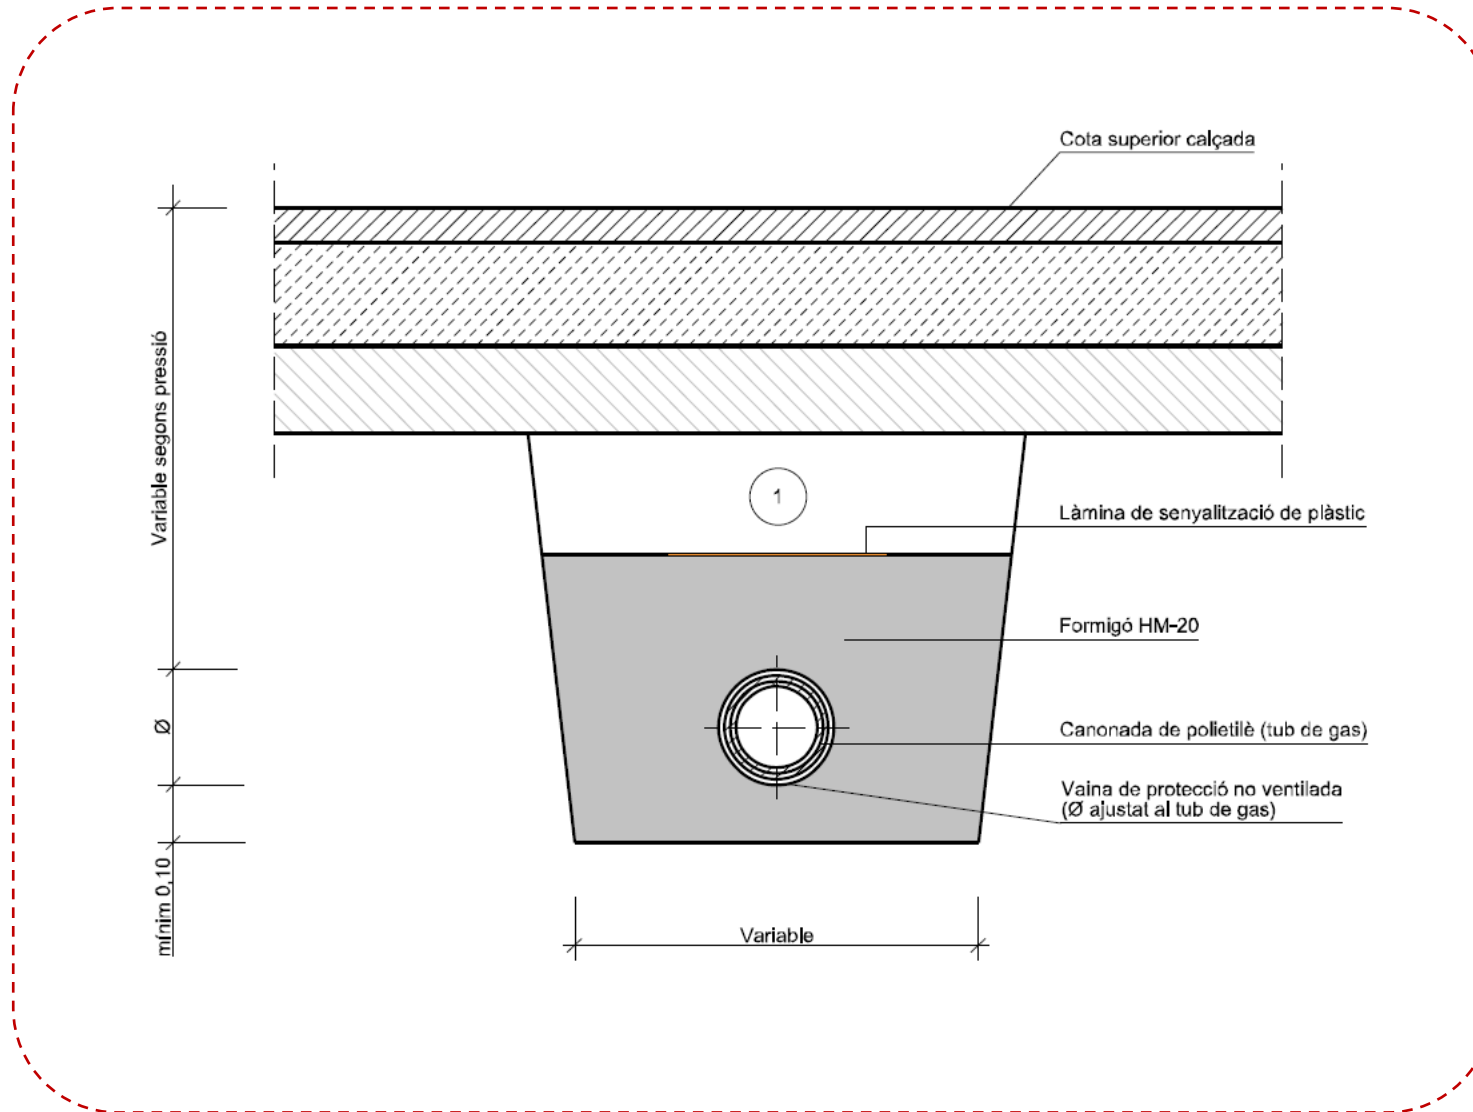 Cota superior calçada
Variable segons pressió
1
Làmina de senyalització de plàstic
Formigó HM-20
Ø
Canonada de polietilè (tub de gas)
Vaina de protecció no ventilada
(Ø ajustat al tub de gas)
mínim 0,10
Variable